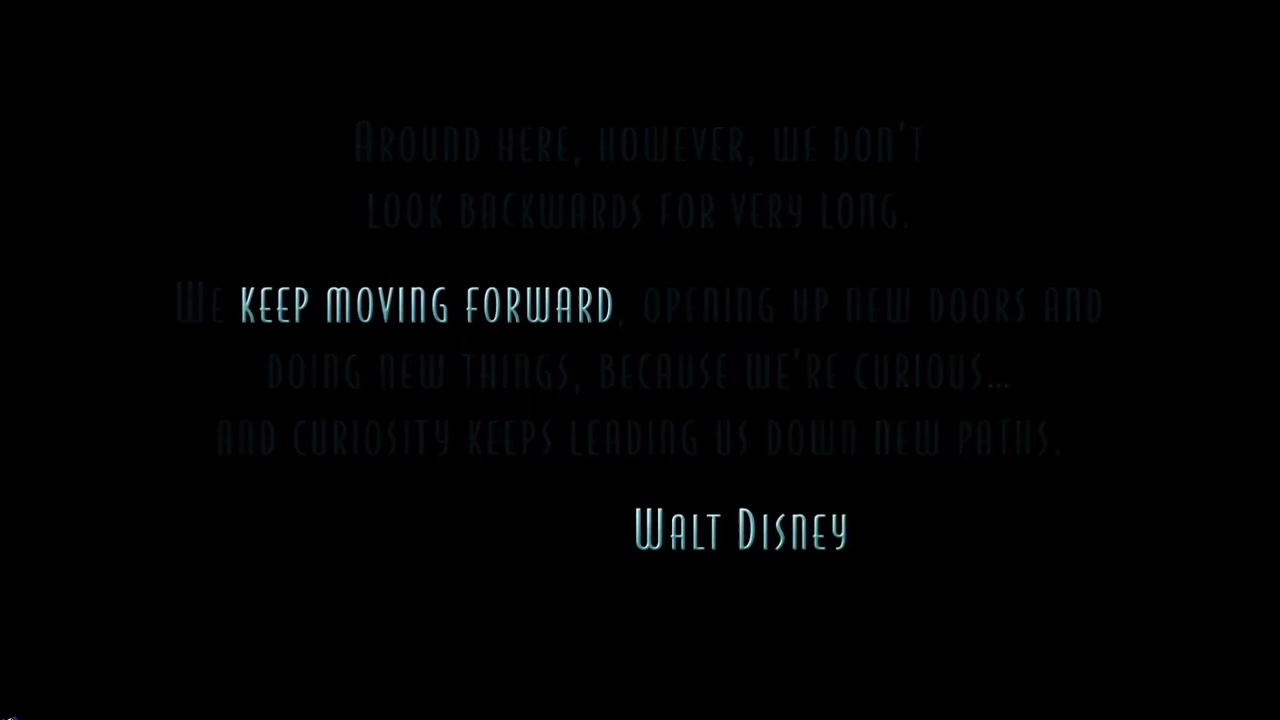 Around here, however, we don't
look backwards for very long.
We keep moving forward, opening up new doors and
doing new things, because we're curious...
and curiosity keeps leading us down new paths.
Walt Disney